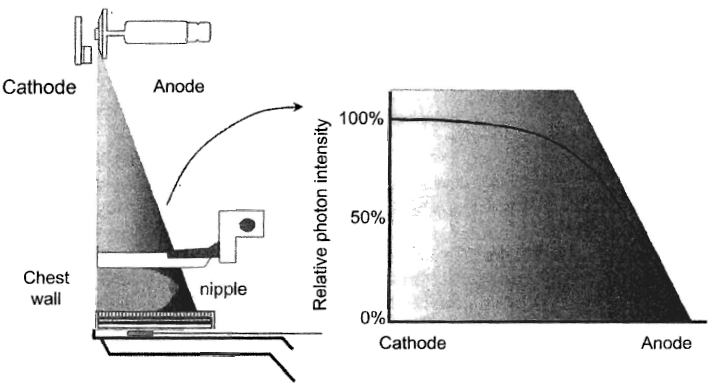 Cathode
Anode
Chest
wall
nipple
Relative photon intensity
100%
50%
0%
Cathode
Anode